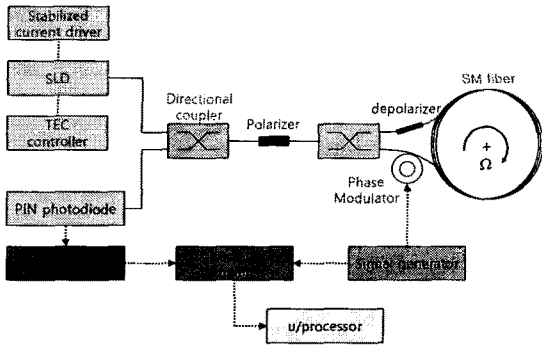 Stabilized
current driver
SLD
TEC
controller
PIN photodiode
Directional
coupler
Polarizer
depolarizer
SM fiber
+
Ω
Phase
Modulator
Signal generator
u/processor